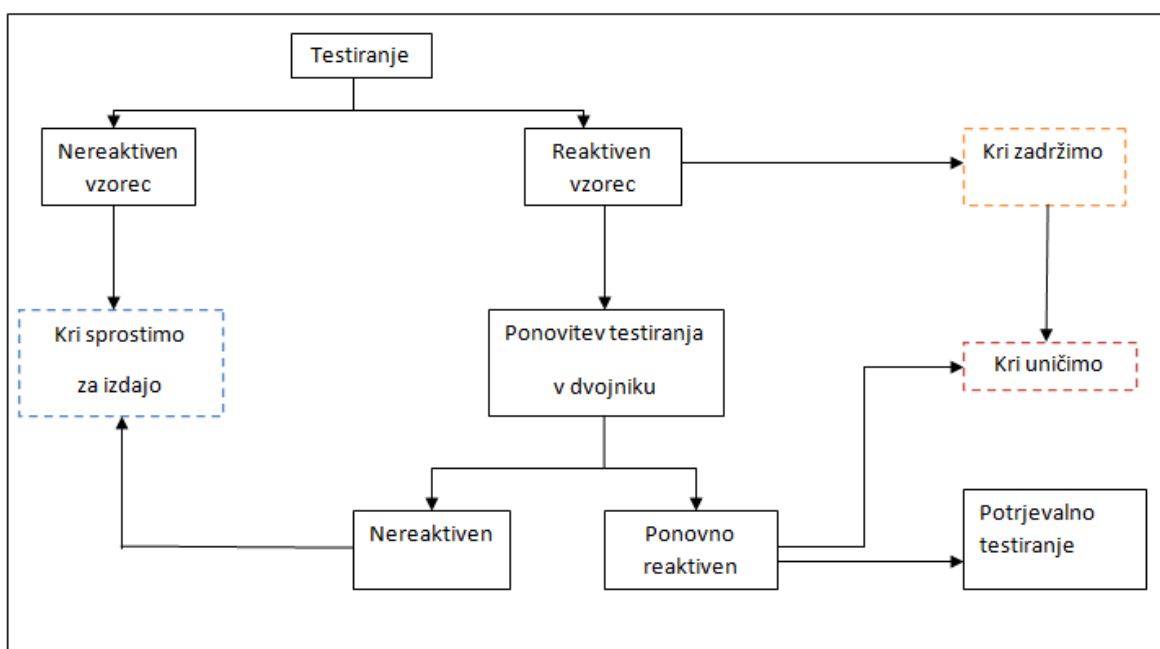 Testiranje
Nereaktiven
vzorec
Reaktiven
vzorec
Kri zadržimo
Kri sprostimo
za izdajo
Ponovitev testiranja
v dvojniku
Kri uničimo
Nereaktiven
Ponovno
reaktiven
Potrjevalno
testiranje